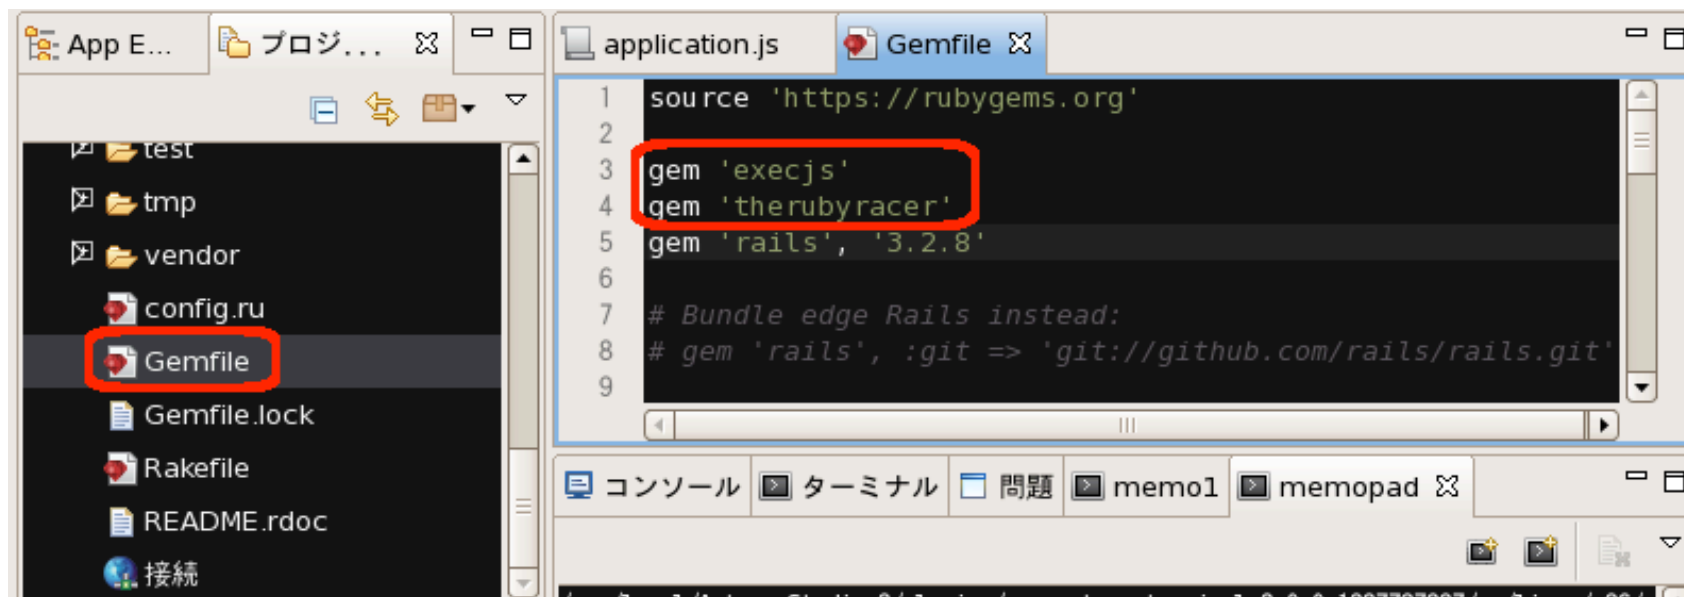 App E...
プロジ...
test
tmp
vendor
config.ru
Gemfile
Gemfile.lock
Rakefile
README.rdoc
接続
application.js
Gemfile
1 source 'https://rubygems.org'
2
3 gem 'execjs'
4 gem 'therubyracer'
5 gem 'rails', '3.2.8'
6
7 # Bundle edge Rails instead:
8 # gem 'rails', :git => 'git://github.com/rails/rails.git'
9
コンソール
ターミナル
問題
memo1
memopad